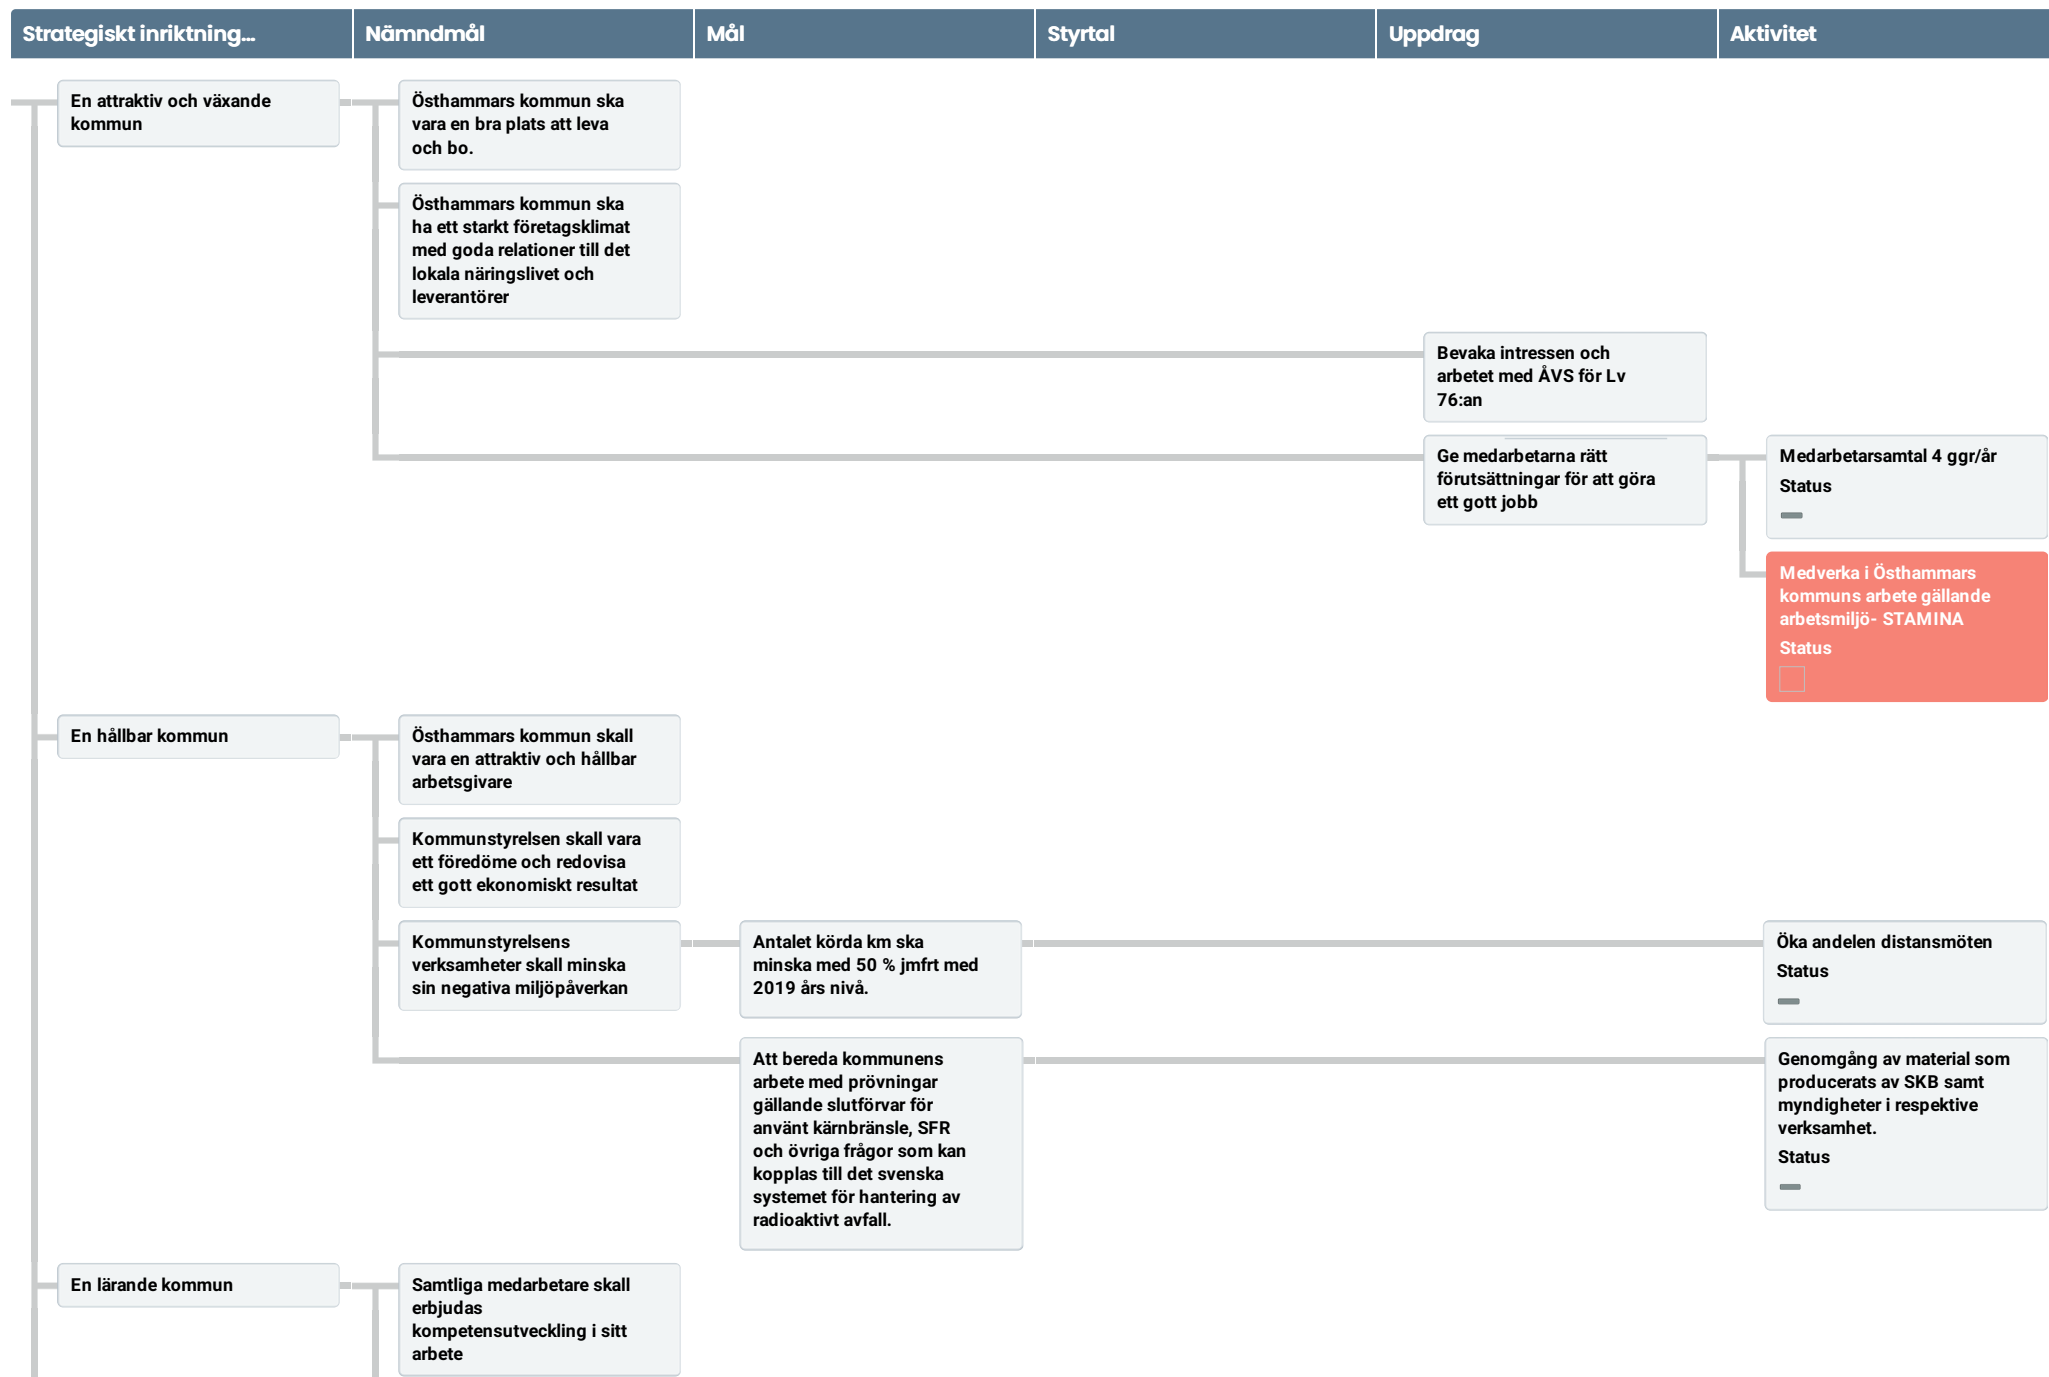 Strategiskt inriktning...
Nämndmål
Mål
Styrtal
Uppdrag
Aktivitet
En attraktiv och växande
kommun
Östhammars kommun ska
vara en bra plats att leva
och bo.
Östhammars kommun ska
ha ett starkt företagsklimat
med goda relationer till det
lokala näringslivet och
leverantörer
Bevaka intressen och
arbetet med ÅVS för Lv
76:an
Ge medarbetarna rätt
förutsättningar för att göra
ett gott jobb
Medarbetarsamtal 4 ggr/år
Status
Medverka i Östhammars
kommuns arbete gällande
arbetsmiljö- STAMINA
Status
En hållbar kommun
Östhammars kommun skall
vara en attraktiv och hållbar
arbetsgivare
Kommunstyrelsen skall vara
ett föredöme och redovisa
ett gott ekonomiskt resultat
Kommunstyrelsens
verksamheter skall minska
sin negativa miljöpåverkan
Antalet körda km ska
minska med 50 % jmfrt med
2019 års nivå.
Öka andelen distansmöten
Status
Att bereda kommunens
arbete med prövningar
gällande slutförvar för
använt kärnbränsle, SFR
och övriga frågor som kan
kopplas till det svenska
systemet för hantering av
radioaktivt avfall.
Genomgång av material som
producerats av SKB samt
myndigheter i respektive
verksamhet.
Status
En lärande kommun
Samtliga medarbetare skall
erbjudas
kompetensutveckling i sitt
arbete